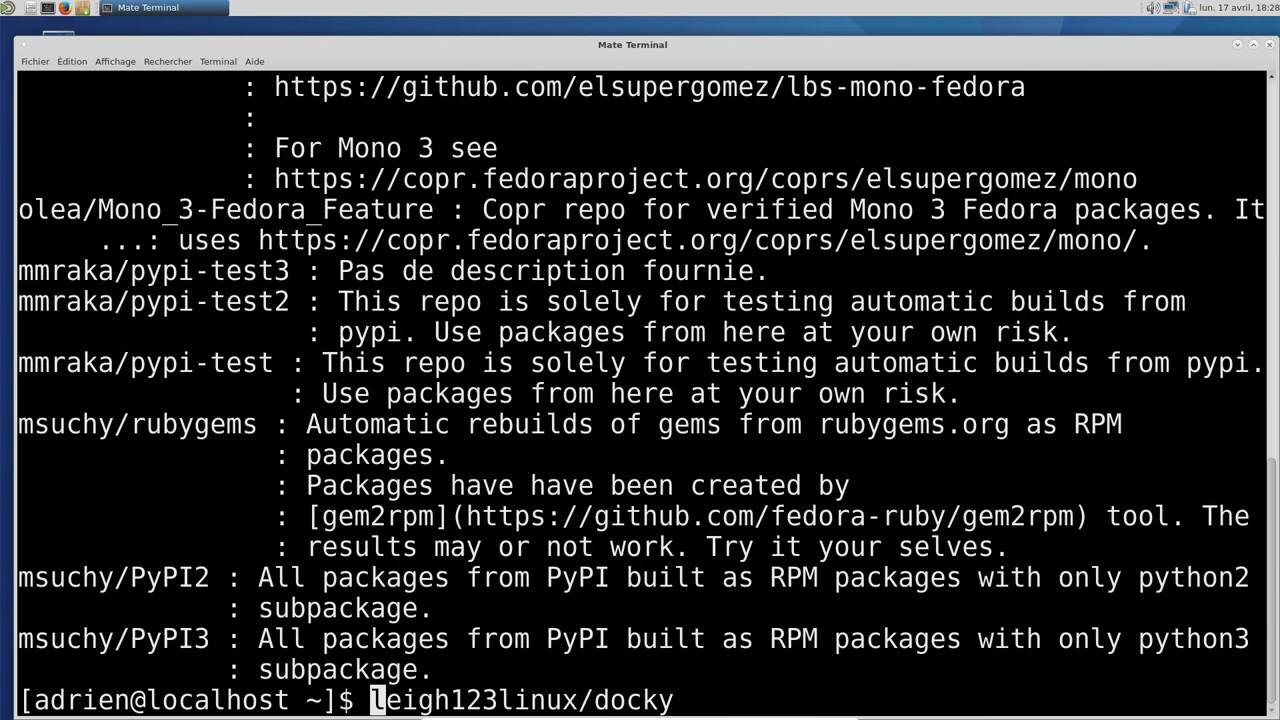 Mate Terminal
lun. 17 avril, 18:28
Mate Terminal
Fichier Édition Affichage Rechercher Terminal Aide
: https://github.com/elsupergomez/lbs-mono-fedora
:
: For Mono 3 see
: https://copr.fedoraproject.org/coprs/elsupergomez/mono
olea/Mono_3-Fedora_Feature : Copr repo for verified Mono 3 Fedora packages. It
...: uses https://copr.fedoraproject.org/coprs/elsupergomez/mono/.
mmraka/pypi-test3 : Pas de description fournie.
mmraka/pypi-test2 : This repo is solely for testing automatic builds from
: pypi. Use packages from here at your own risk.
mmraka/pypi-test : This repo is solely for testing automatic builds from pypi.
: Use packages from here at your own risk.
msuchy/rubygems : Automatic rebuilds of gems from rubygems.org as RPM
: packages.
: Packages have have been created by
: [gem2rpm](https://github.com/fedora-ruby/gem2rpm) tool. The
: results may or not work. Try it your selves.
msuchy/PyPI2 : All packages from PyPI built as RPM packages with only python2
: subpackage.
msuchy/PyPI3 : All packages from PyPI built as RPM packages with only python3
: subpackage.
[adrien@localhost ~]$ leigh123linux/docky